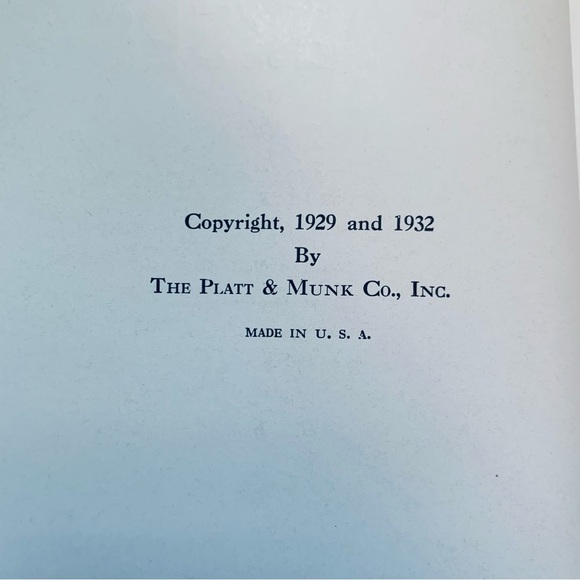 Copyright, 1929 and 1932
By
The Platt & Munk Co., Inc.
MADE IN U. S. A.